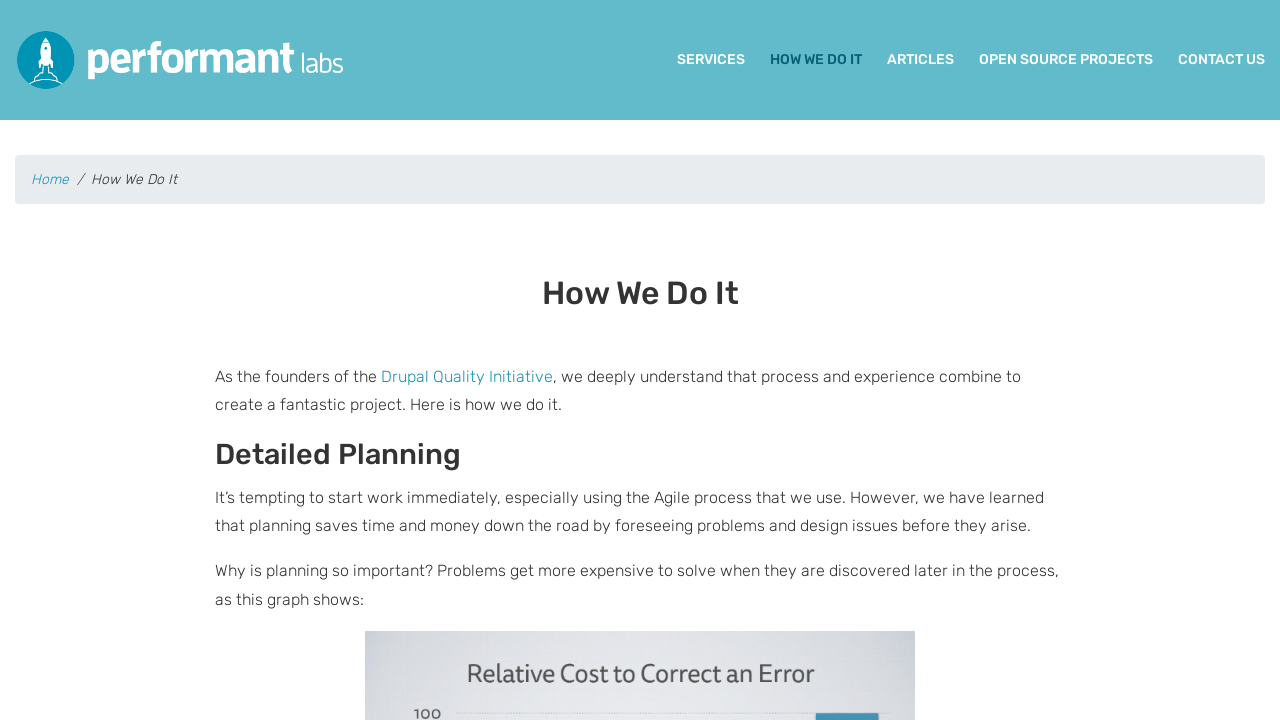 performant labs
SERVICES
HOW WE DO IT
ARTICLES
OPEN SOURCE PROJECTS
CONTACT US
Home / How We Do It
How We Do It
As the founders of the Drupal Quality Initiative, we deeply understand that process and experience combine to
create a fantastic project. Here is how we do it.
Detailed Planning
It’s tempting to start work immediately, especially using the Agile process that we use. However, we have learned
that planning saves time and money down the road by foreseeing problems and design issues before they arise.
Why is planning so important? Problems get more expensive to solve when they are discovered later in the process,
as this graph shows:
Relative Cost to Correct an Error
100